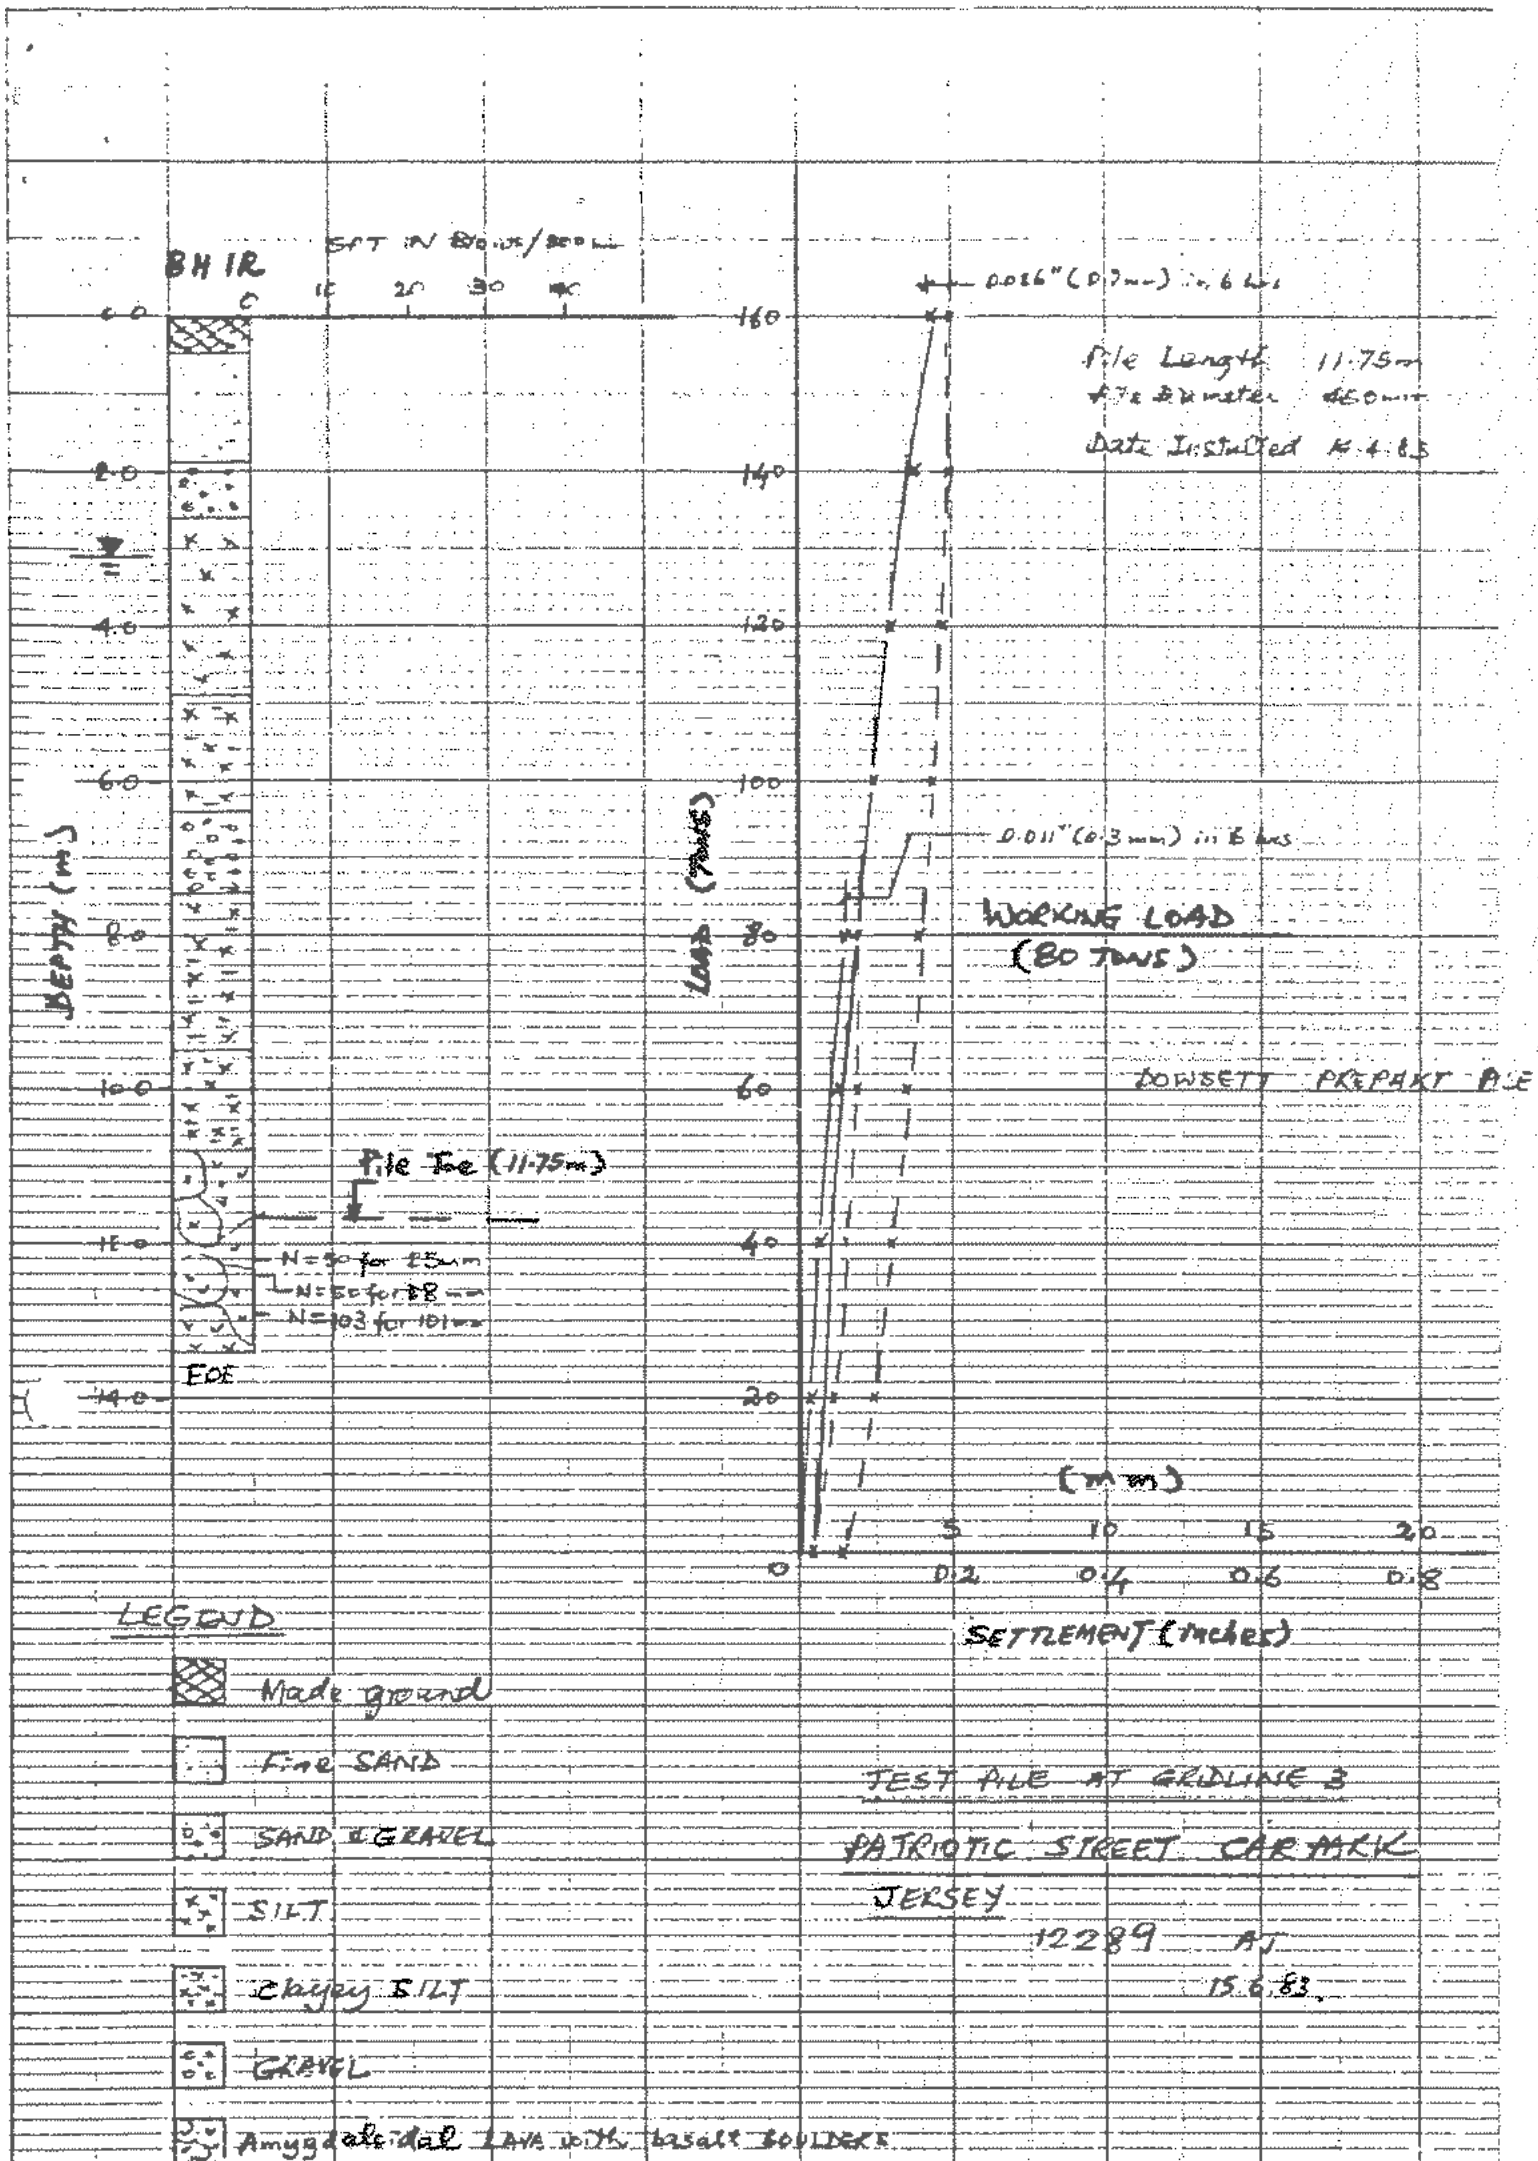 BH 1R
SPT IN Blows/300mm
0 10 20 30 40
0.0
2.0
4.0
6.0
8.0
10.0
14.0
DEPTH (m)
Pile Toe (11.75m)
N=50 for 25mm
N=50 for 88mm
N=103 for 101mm
EOE
(0.7mm) in 6 hrs
160
140
120
100
80
60
40
20
0
LOAD (TONS)
Pile Length 11.75m
Pile Diameter
Date Installed
0.011" (0.3 mm) in 6 hrs
WORKING LOAD
(80 TONS)
DOWSETT PREPAKT PILE
(mm)
5 10 15 20
0.2 0.4 0.6 0.8
SETTLEMENT (inches)
LEGEND
Made ground
Fine SAND
SAND & GRAVEL
SILT
Clayey SILT
GRAVEL
Amygdaloidal LAVA with basalt BOULDERS
TEST PILE AT GRIDLINE 3
PATRIOTIC STREET CAR PARK
JERSEY
12289 AJ
15.6.83.